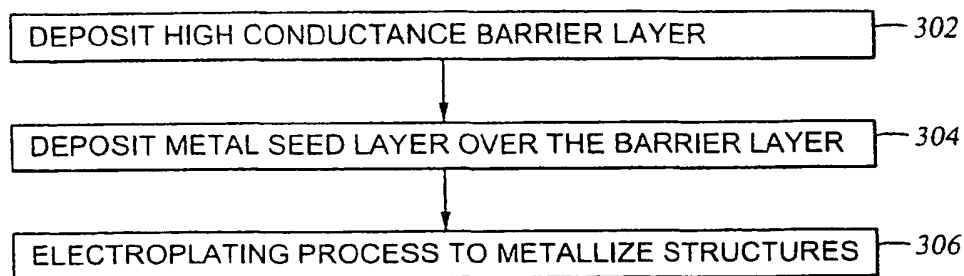 DEPOSIT HIGH CONDUCTANCE BARRIER LAYER 302
DEPOSIT METAL SEED LAYER OVER THE BARRIER LAYER 304
ELECTROPLATING PROCESS TO METALLIZE STRUCTURES 306